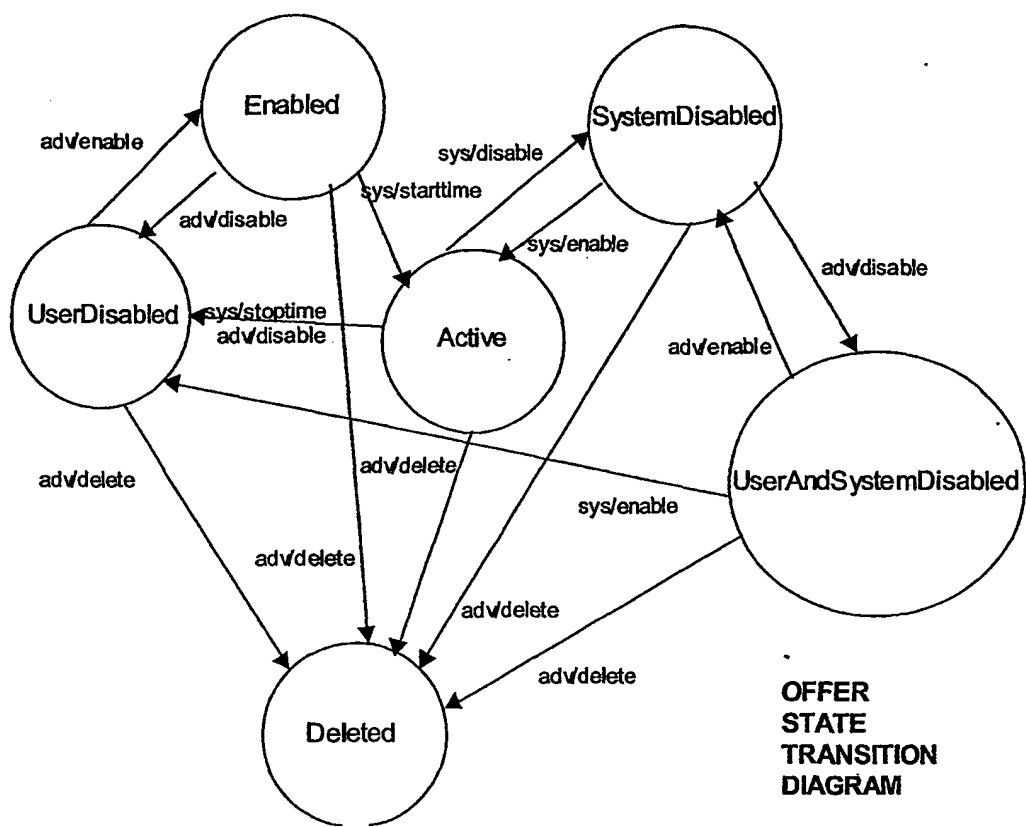 Enabled
SystemDisabled
adv/enable
sys/disable
sys/starttime
adv/disable
sys/enable
adv/disable
UserDisabled
sys/stoptime
adv/disable
Active
adv/enable
adv/delete
adv/delete
UserAndSystemDisabled
sys/enable
adv/delete
adv/delete
adv/delete
Deleted
OFFER
STATE
TRANSITION
DIAGRAM